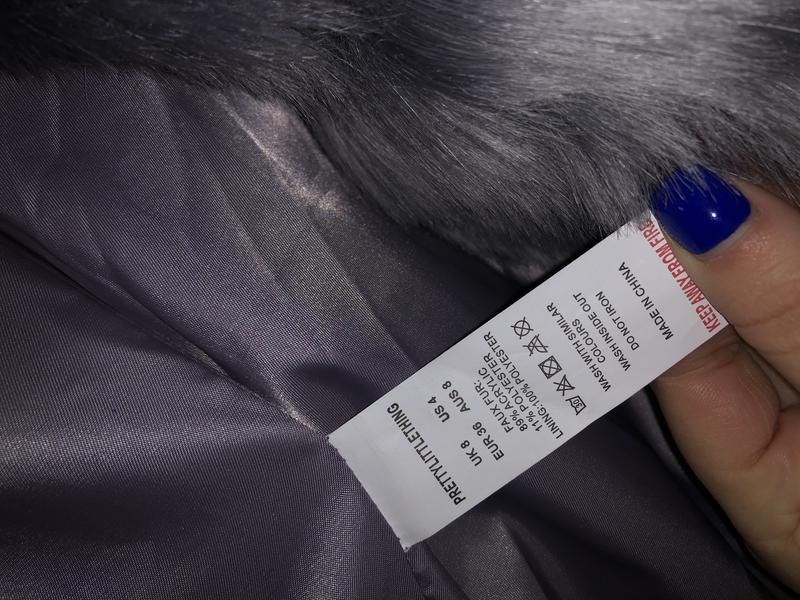 PRETTYLITTLETHING
UK 8 US 4
EUR 36 AUS 8
FAUX FUR:
89% ACRYLIC
11% POLYESTER
LINING:100% POLYESTER
30
WASH WITH SIMILAR
COLOURS
WASH INSIDE OUT
DO NOT IRON
MADE IN CHINA
KEEP AWAY FROM FIRE